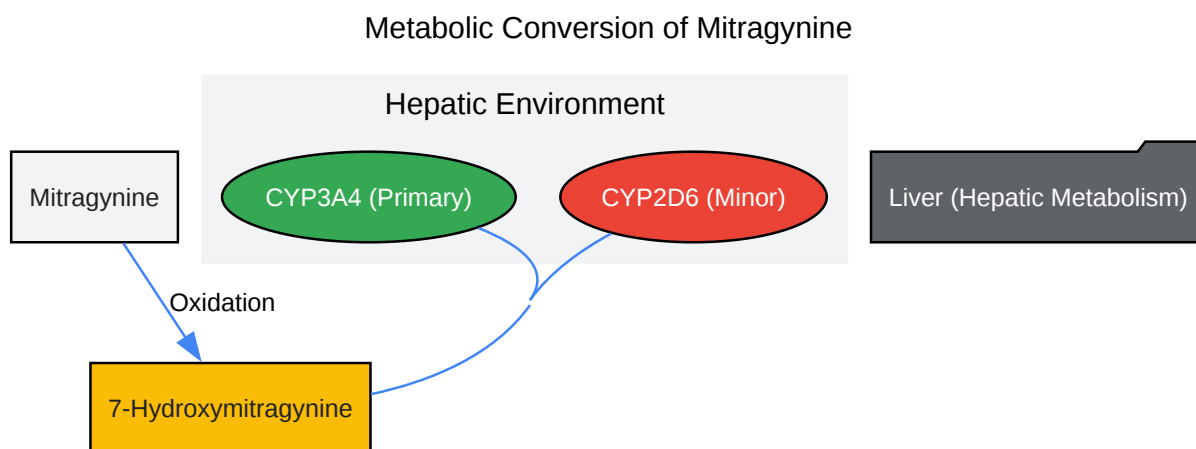 Metabolic Conversion of Mitragynine
Hepatic Environment
Mitragynine
CYP3A4 (Primary)
CYP2D6 (Minor)
Liver (Hepatic Metabolism)
Oxidation
7-Hydroxymitragynine